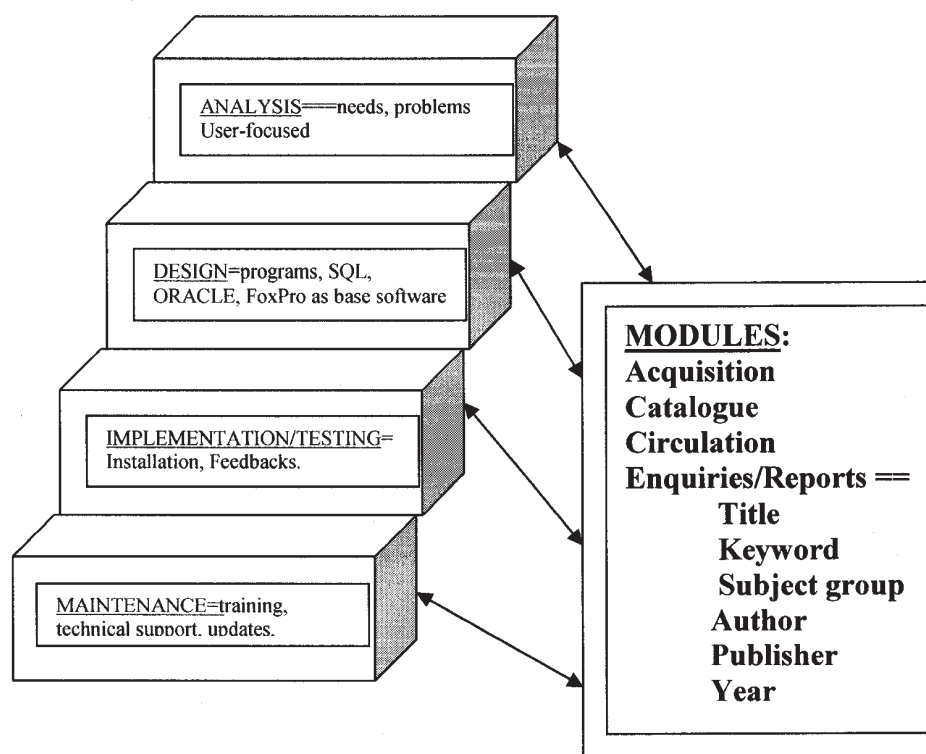 ANALYSIS===needs, problems
User-focused
DESIGN=programs, SQL,
ORACLE, FoxPro as base software
IMPLEMENTATION/TESTING=
Installation, Feedbacks.
MAINTENANCE=training,
technical support, updates.
MODULES:
Acquisition
Catalogue
Circulation
Enquiries/Reports ==
Title
Keyword
Subject group
Author
Publisher
Year